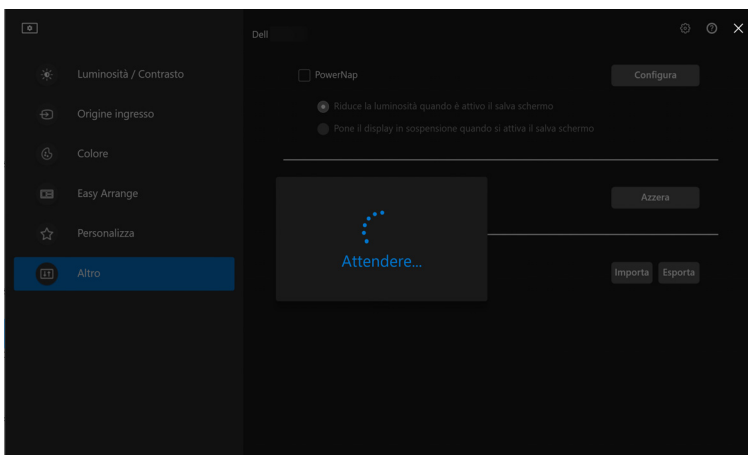 Dell
Luminosità / Contrasto
Origine ingresso
Colore
Easy Arrange
Personalizza
Altro
PowerNap
Configura
Riduce la luminosità quando è attivo il salva schermo
Pone il display in sospensione quando si attiva il salva schermo
Azzera
Attendere...
Importa
Esporta